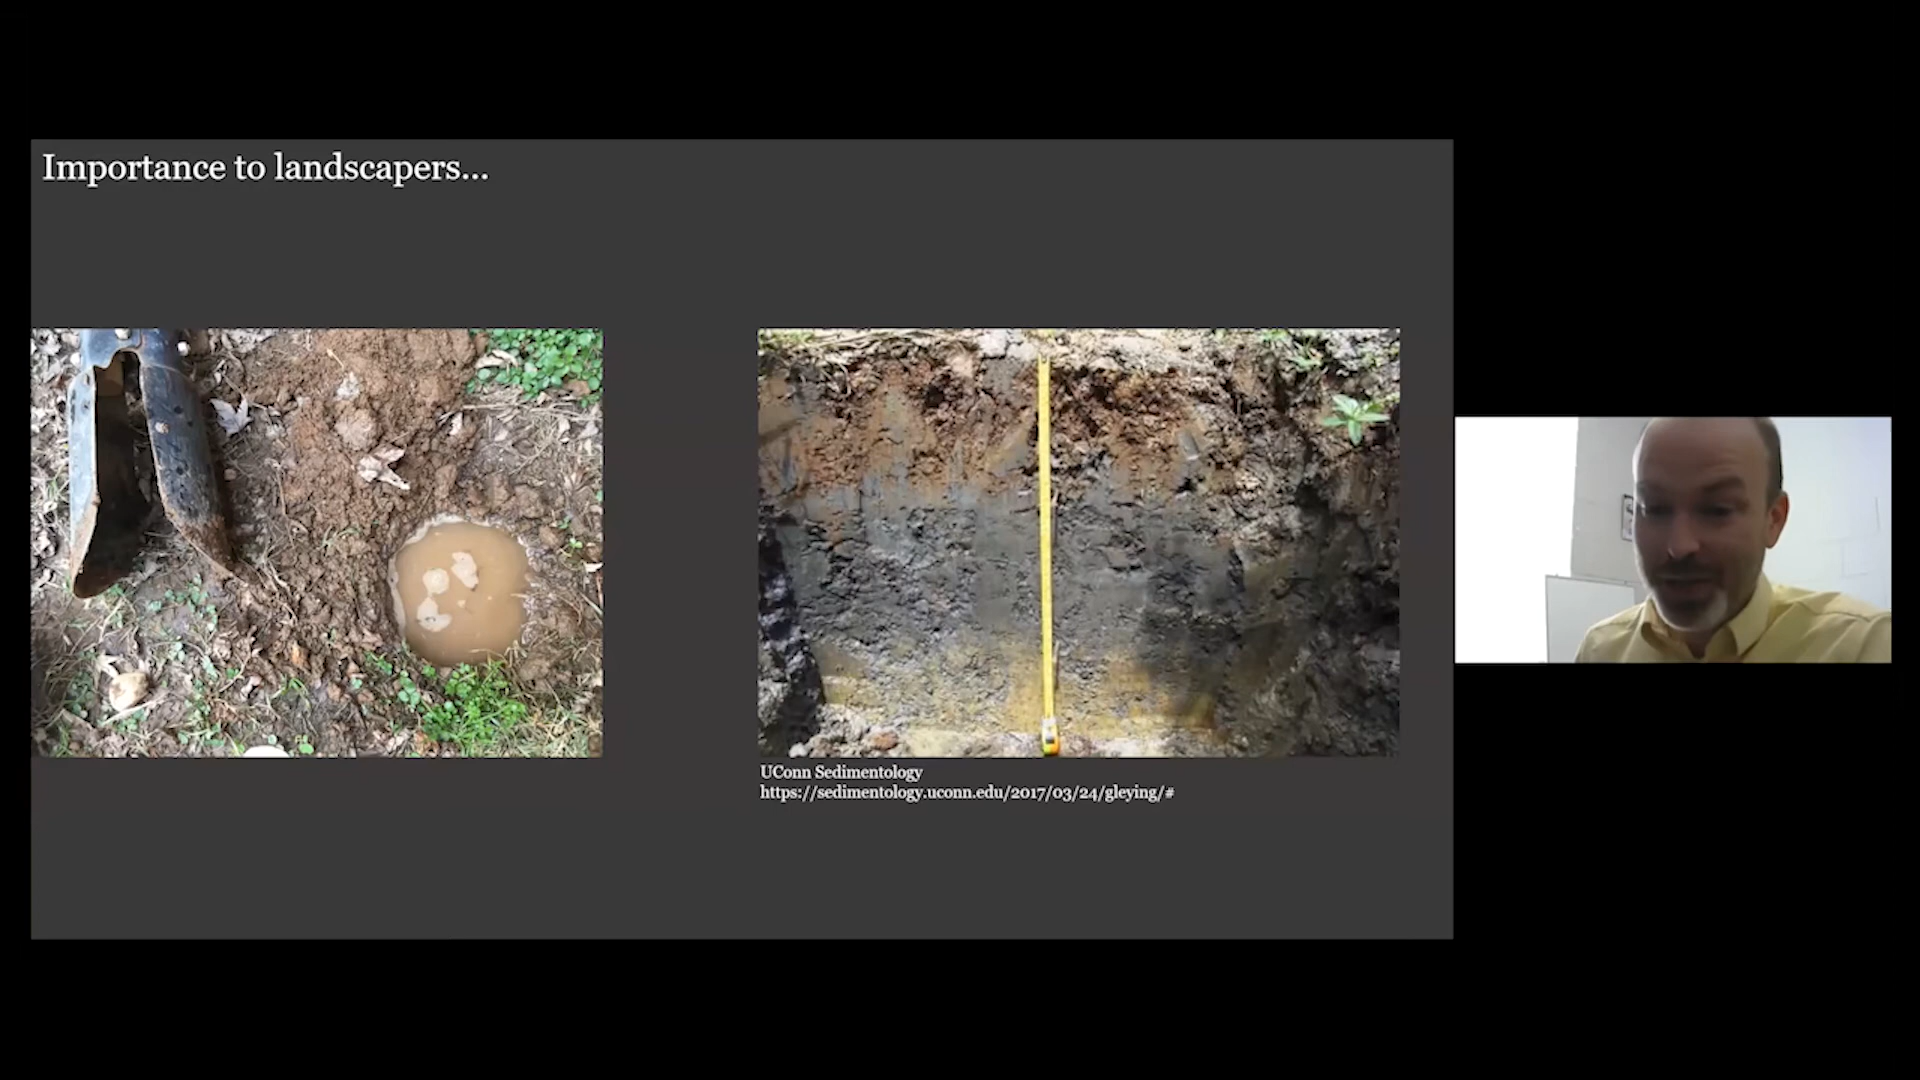 Importance to landscapers...
UConn Sedimentology
https://sedimentology.uconn.edu/2017/03/24/gleying/#